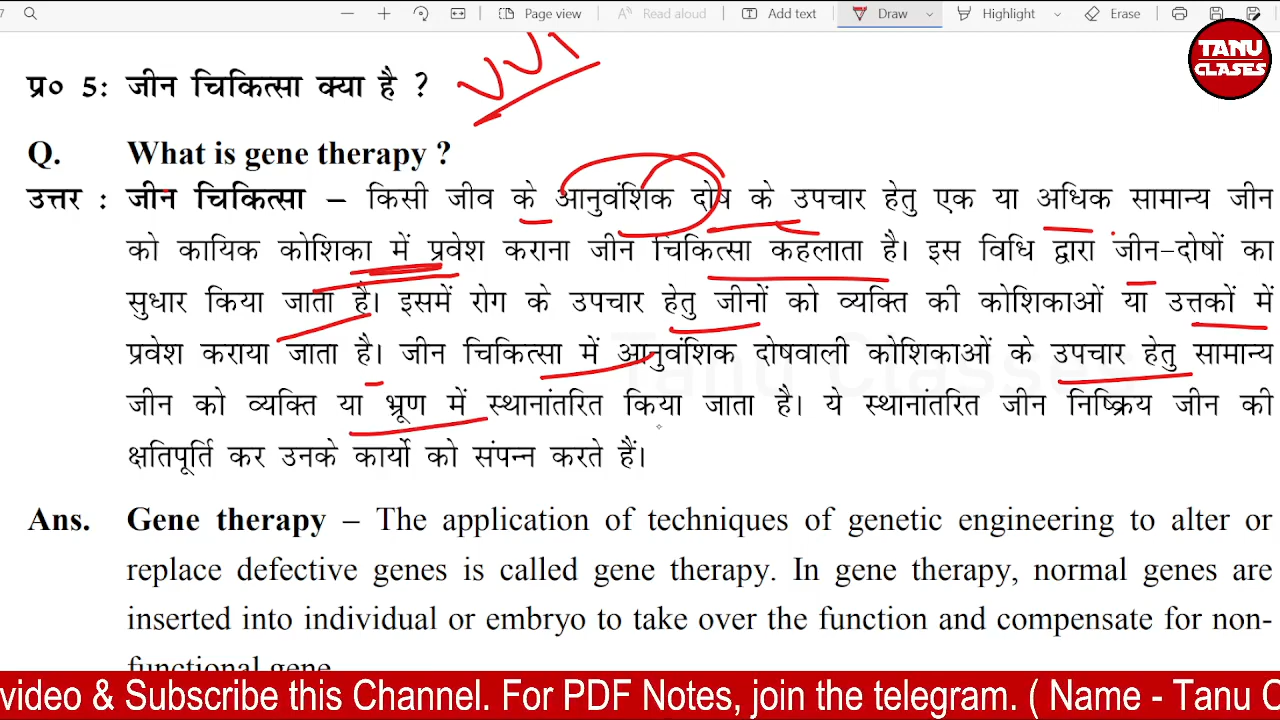 Page view
Read aloud
Add text
Draw
Highlight
Erase
TANU
CLASES
प्र० 5: जीन चिकित्सा क्या है ?
VVI
Q. What is gene therapy ?
उत्तर : जीन चिकित्सा – किसी जीव के आनुवंशिक दोष के उपचार हेतु एक या अधिक सामान्य जीन
को कायिक कोशिका में प्रवेश कराना जीन चिकित्सा कहलाता है। इस विधि द्वारा जीन-दोषों का
सुधार किया जाता है। इसमें रोग के उपचार हेतु जीनों को व्यक्ति की कोशिकाओं या उत्तकों में
प्रवेश कराया जाता है। जीन चिकित्सा में आनुवंशिक दोषवाली कोशिकाओं के उपचार हेतु सामान्य
जीन को व्यक्ति या भ्रूण में स्थानांतरित किया जाता है। ये स्थानांतरित जीन निष्क्रिय जीन की
क्षतिपूर्ति कर उनके कार्यो को संपन्न करते हैं।
Tanu Classes
Ans. Gene therapy – The application of techniques of genetic engineering to alter or
replace defective genes is called gene therapy. In gene therapy, normal genes are
inserted into individual or embryo to take over the function and compensate for non-
functional gene.
video & Subscribe this Channel. For PDF Notes, join the telegram. ( Name - Tanu C